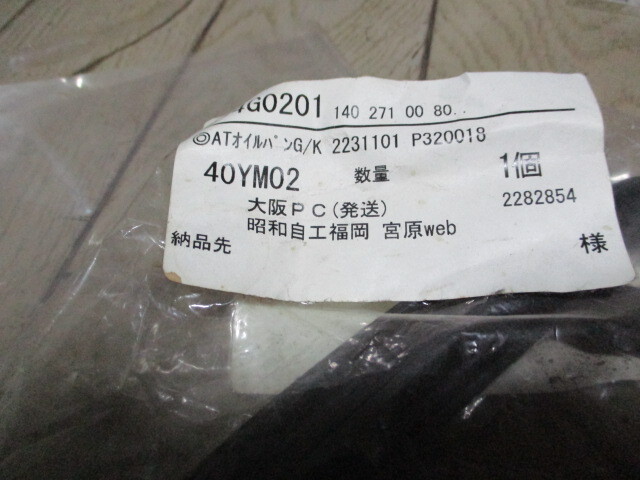 G0201 140 271 00 80..
©ATオイルパンG/K 2231101 P320018
40YM02 数量 1個
大阪PC(発送) 2282854
昭和自工福岡 宮原web
納品先 様